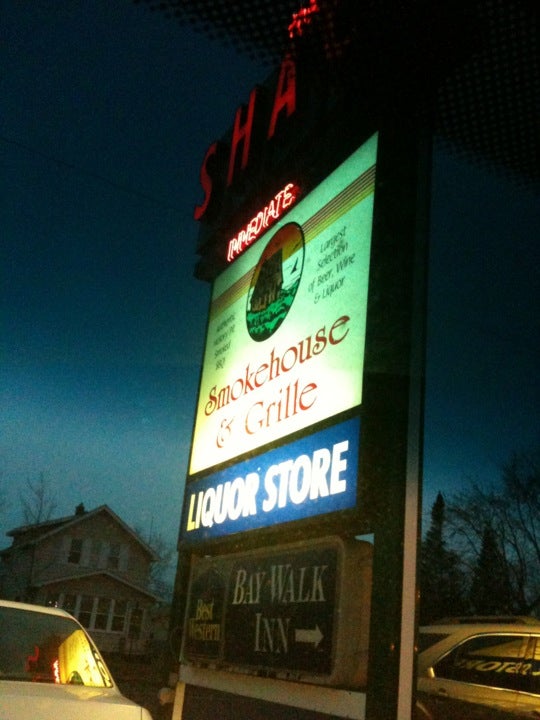 SHA
IMMEDIATE
Largest
Selection
of Beer, Wine
& Liquor
Smokehouse
& Grille
LIQUOR STORE
Best
Western
BAY WALK
INN